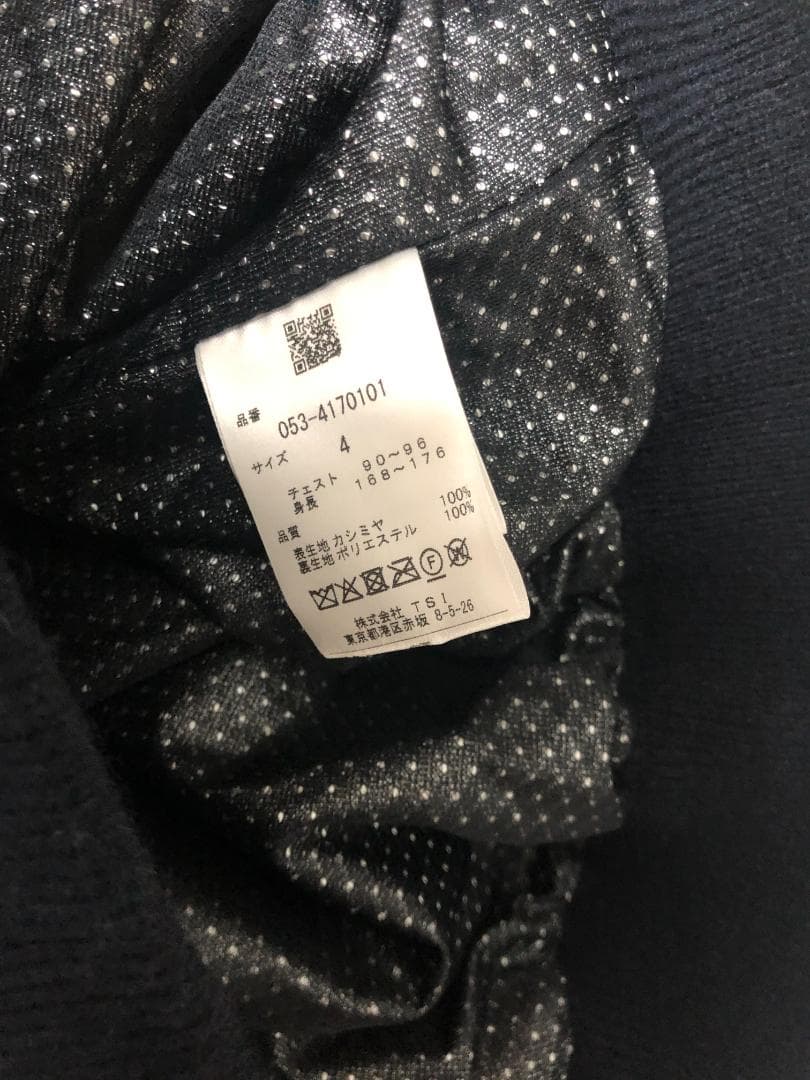 品番 053-4170101
サイズ 4
チェスト 90～96
身長 168～176
品質
表生地 カシミヤ 100%
裏生地 ポリエステル 100%
F W
株式会社 TSI
東京都港区赤坂 8-5-26